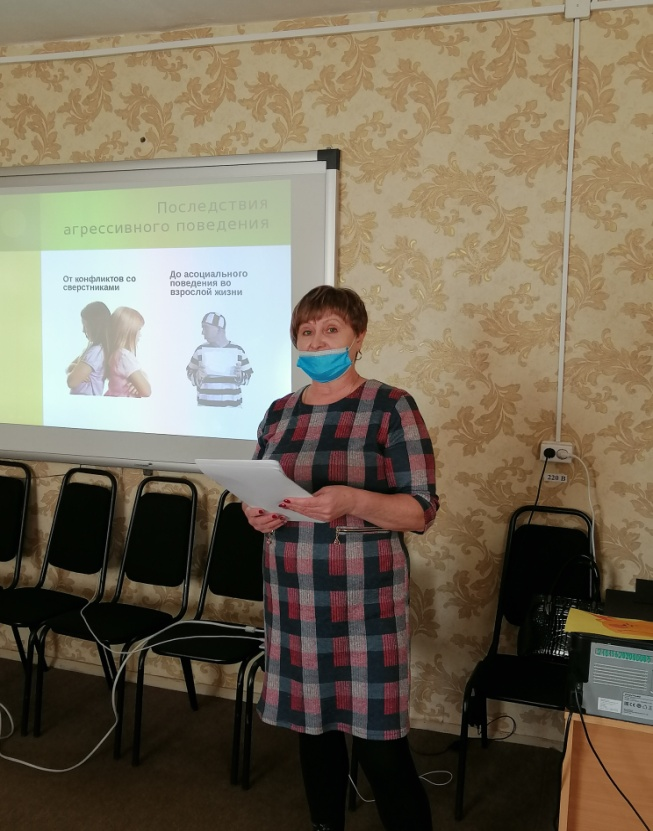 Последствия
агрессивного поведения
От конфликтов со
сверстниками
До асоциального
поведения во
взрослой жизни
220 В